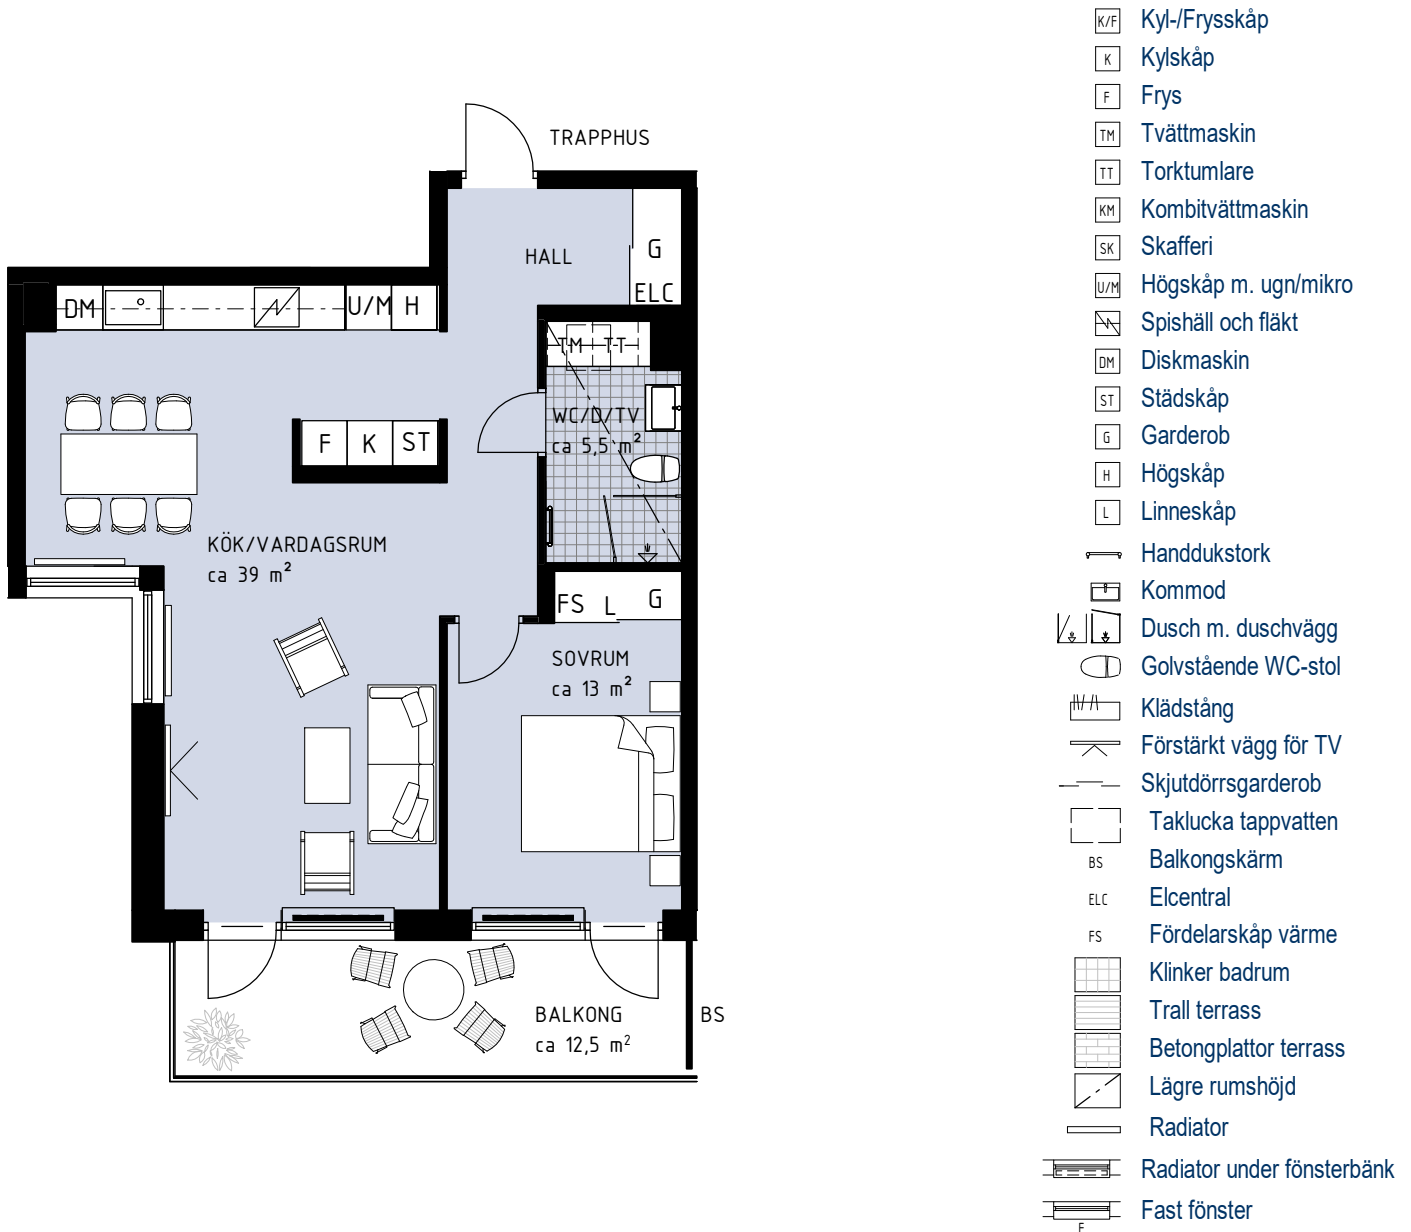 TRAPPHUS
HALL
G
ELC
DM
U/M
H
TM TT
WC/D/TV
ca 5,5 m²
F K ST
KÖK/VARDAGSRUM
ca 39 m²
FS L G
SOVRUM
ca 13 m²
BALKONG
ca 12,5 m²
BS
K/F Kyl-/Frysskåp
K Kylskåp
F Frys
TM Tvättmaskin
TT Torktumlare
KM Kombitvättmaskin
SK Skafferi
U/M Högskåp m. ugn/mikro
Spishäll och fläkt
DM Diskmaskin
ST Städskåp
G Garderob
H Högskåp
L Linneskåp
Handdukstork
Kommod
Dusch m. duschvägg
Golvstående WC-stol
Klädstång
Förstärkt vägg för TV
Skjutdörrsgarderob
Taklucka tappvatten
BS Balkongskärm
ELC Elcentral
FS Fördelarskåp värme
Klinker badrum
Trall terrass
Betongplattor terrass
Lägre rumshöjd
Radiator
Radiator under fönsterbänk
Fast fönster
F